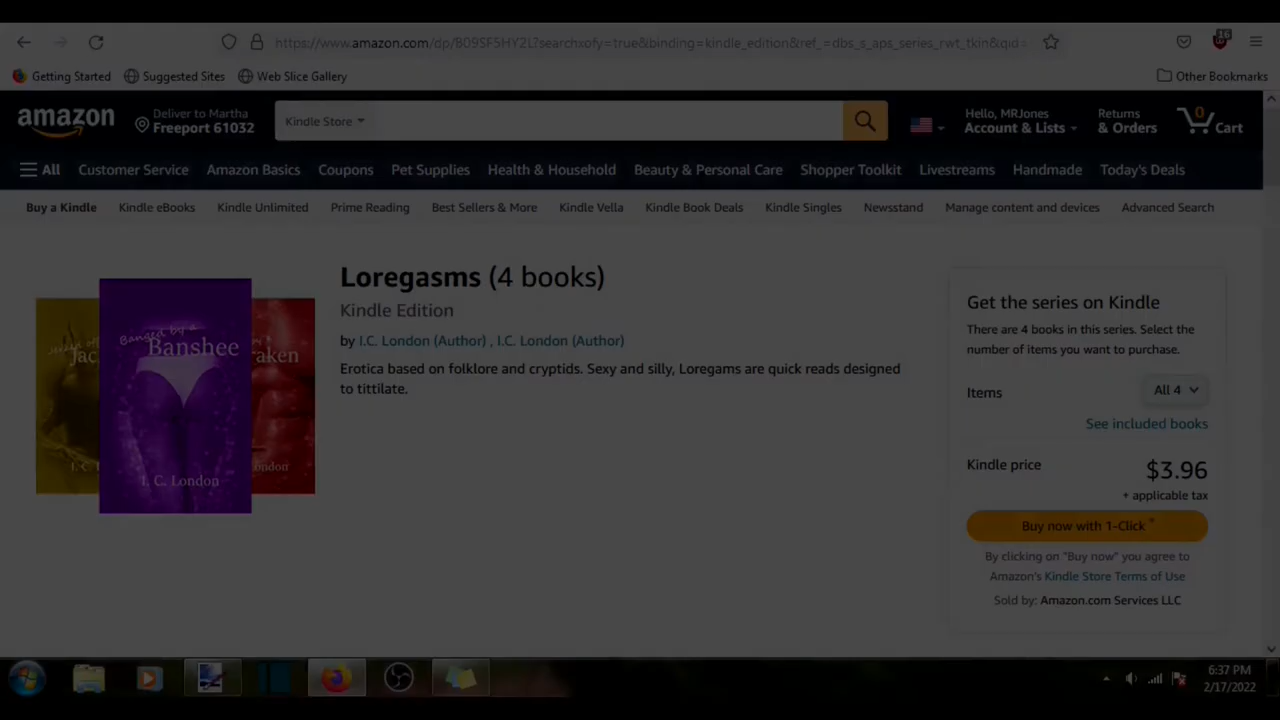 https://www.amazon.com/dp/B09SF5HY2L?searchxofy=true&binding=kindle_edition&ref_=dbs_s_aps_series_rwt_tkin&qid=
16
Getting Started Suggested Sites Web Slice Gallery Other Bookmarks
amazon
Deliver to Martha
Freeport 61032
Kindle Store
Hello, MRJones
Account & Lists
Returns
& Orders
0
Cart
All Customer Service Amazon Basics Coupons Pet Supplies Health & Household Beauty & Personal Care Shopper Toolkit Livestreams Handmade Today's Deals
Buy a Kindle Kindle eBooks Kindle Unlimited Prime Reading Best Sellers & More Kindle Vella Kindle Book Deals Kindle Singles Newsstand Manage content and devices Advanced Search
Banged by a
Banshee
I. C. London
Loregasms (4 books)
Kindle Edition
by I.C. London (Author) , I.C. London (Author)
Erotica based on folklore and cryptids. Sexy and silly, Loregams are quick reads designed
to tittilate.
Get the series on Kindle
There are 4 books in this series. Select the
number of items you want to purchase.
Items All 4
See included books
Kindle price $3.96
+ applicable tax
Buy now with 1-Click
By clicking on "Buy now" you agree to
Amazon's Kindle Store Terms of Use
Sold by: Amazon.com Services LLC
6:37 PM
2/17/2022